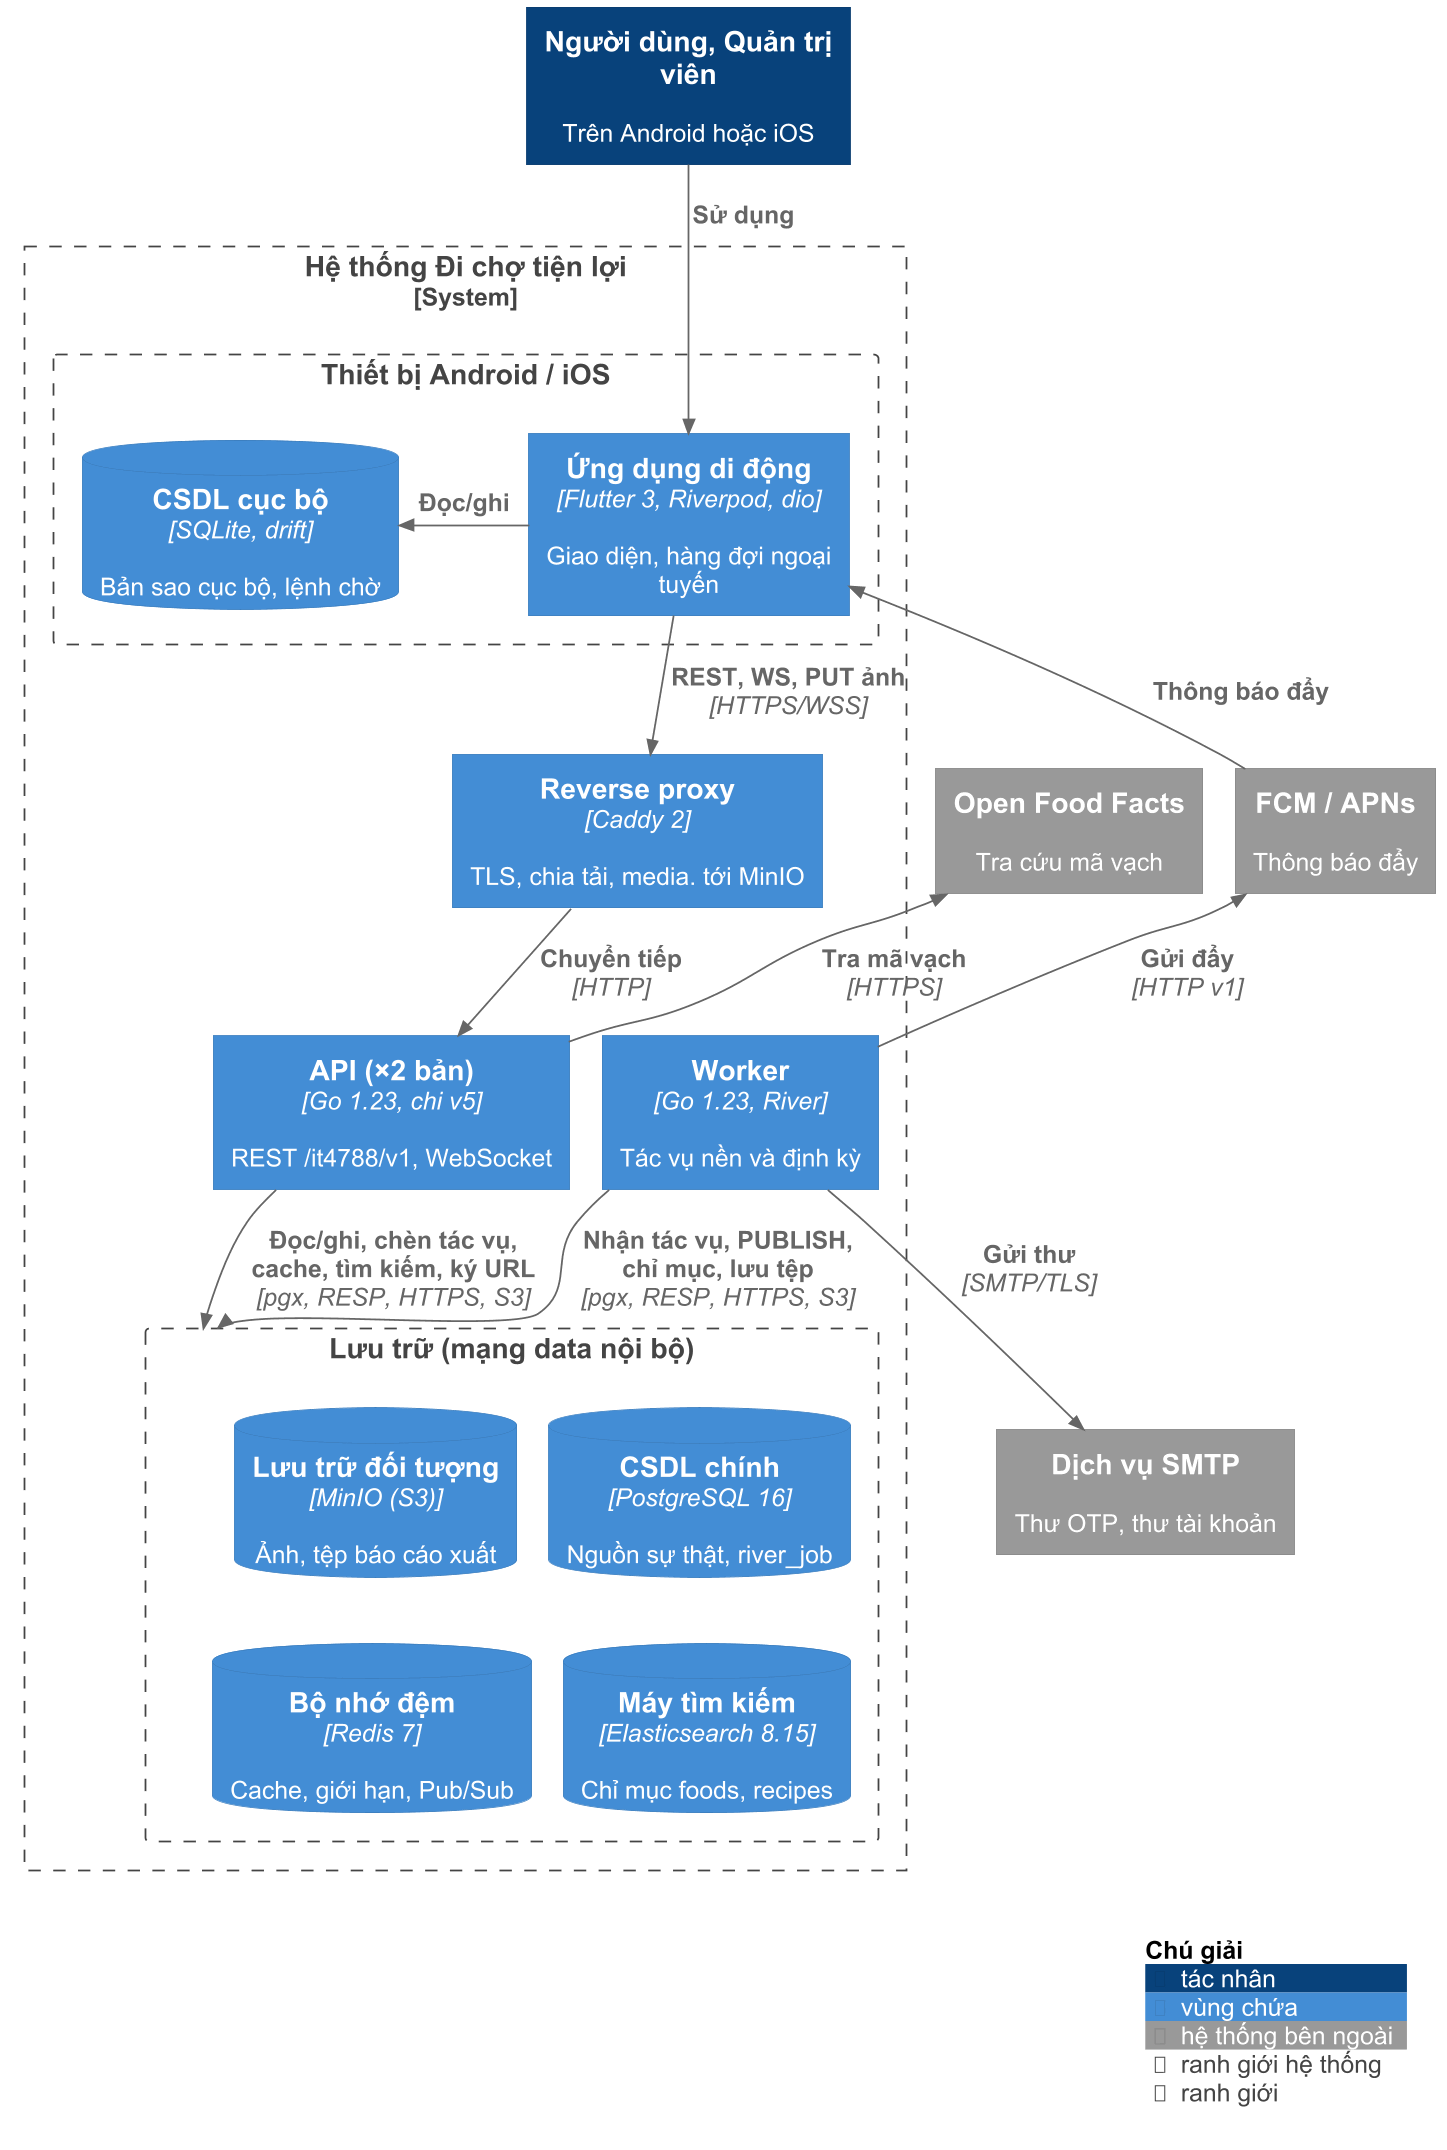 Người dùng, Quản trị
viên
Trên Android hoặc iOS
Sử dụng
Hệ thống Đi chợ tiện lợi
[System]
Thiết bị Android / iOS
CSDL cục bộ
[SQLite, drift]
Bản sao cục bộ, lệnh chờ
Đọc/ghi
Ứng dụng di động
[Flutter 3, Riverpod, dio]
Giao diện, hàng đợi ngoại
tuyến
REST, WS, PUT ảnh
[HTTPS/WSS]
Thông báo đẩy
Reverse proxy
[Caddy 2]
TLS, chia tải, media. tới MinIO
Open Food Facts
Tra cứu mã vạch
FCM / APNs
Thông báo đẩy
Chuyển tiếp
[HTTP]
Tra mã vạch
[HTTPS]
Gửi đẩy
[HTTP v1]
API (×2 bản)
[Go 1.23, chi v5]
REST /it4788/v1, WebSocket
Worker
[Go 1.23, River]
Tác vụ nền và định kỳ
Đọc/ghi, chèn tác vụ,
cache, tìm kiếm, ký URL
[pgx, RESP, HTTPS, S3]
Nhận tác vụ, PUBLISH,
chỉ mục, lưu tệp
[pgx, RESP, HTTPS, S3]
Gửi thư
[SMTP/TLS]
Lưu trữ (mạng data nội bộ)
Lưu trữ đối tượng
[MinIO (S3)]
Ảnh, tệp báo cáo xuất
CSDL chính
[PostgreSQL 16]
Nguồn sự thật, river_job
Dịch vụ SMTP
Thư OTP, thư tài khoản
Bộ nhớ đệm
[Redis 7]
Cache, giới hạn, Pub/Sub
Máy tìm kiếm
[Elasticsearch 8.15]
Chỉ mục foods, recipes
Chú giải
tác nhân
vùng chứa
hệ thống bên ngoài
ranh giới hệ thống
ranh giới